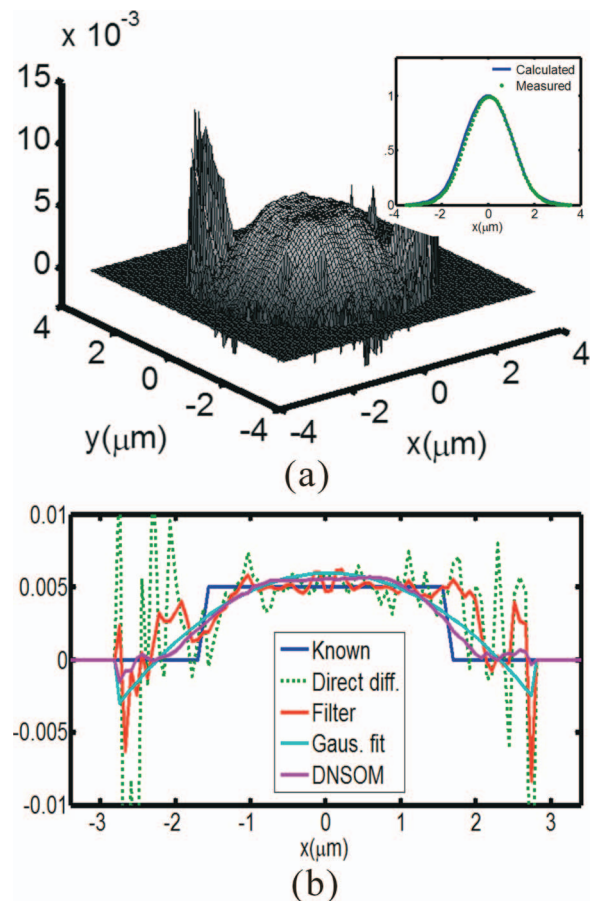 x 10⁻³
15
10
5
0
4
2
0
-2
-4
y(μm)
-4
-2
0
2
4
x(μm)
Calculated
Measured
1
.5
0
-4
-2
0
2
4
x(μm)
(a)
0.01
0.005
0
-0.005
-0.01
Known
Direct diff.
Filter
Gaus. fit
DNSOM
-3
-2
-1
0
1
2
3
x(μm)
(b)